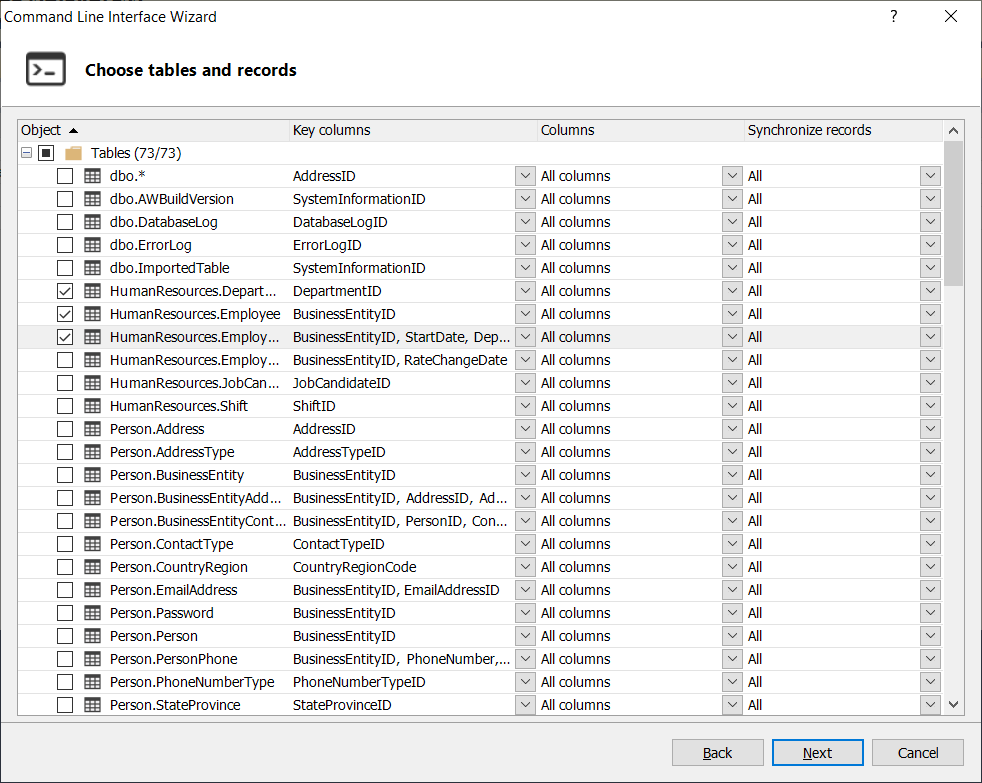 Command Line Interface Wizard ?
Choose tables and records
Object Key columns Columns Synchronize records
Tables (73/73)
dbo.* AddressID All columns All
dbo.AWBuildVersion SystemInformationID All columns All
dbo.DatabaseLog DatabaseLogID All columns All
dbo.ErrorLog ErrorLogID All columns All
dbo.ImportedTable SystemInformationID All columns All
HumanResources.Depart... DepartmentID All columns All
HumanResources.Employee BusinessEntityID All columns All
HumanResources.Employ... BusinessEntityID, StartDate, Dep... All columns All
HumanResources.Employ... BusinessEntityID, RateChangeDate All columns All
HumanResources.JobCan... JobCandidateID All columns All
HumanResources.Shift ShiftID All columns All
Person.Address AddressID All columns All
Person.AddressType AddressTypeID All columns All
Person.BusinessEntity BusinessEntityID All columns All
Person.BusinessEntityAdd... BusinessEntityID, AddressID, Ad... All columns All
Person.BusinessEntityCont... BusinessEntityID, PersonID, Con... All columns All
Person.ContactType ContactTypeID All columns All
Person.CountryRegion CountryRegionCode All columns All
Person.EmailAddress BusinessEntityID, EmailAddressID All columns All
Person.Password BusinessEntityID All columns All
Person.Person BusinessEntityID All columns All
Person.PersonPhone BusinessEntityID, PhoneNumber,... All columns All
Person.PhoneNumberType PhoneNumberTypeID All columns All
Person.StateProvince StateProvinceID All columns All
Back Next Cancel